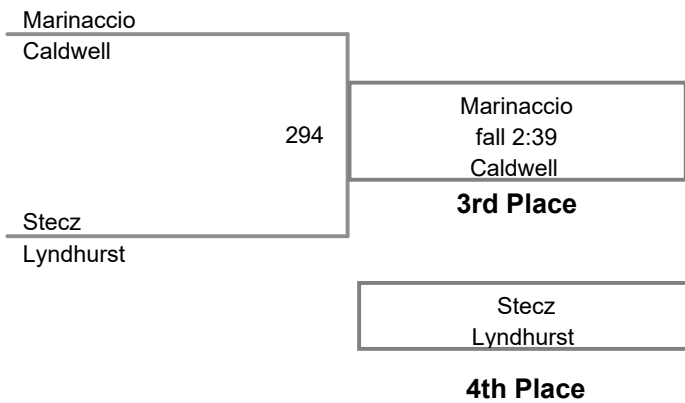 Marinaccio
Caldwell
294
Marinaccio
fall 2:39
Caldwell
3rd Place
Stecz
Lyndhurst
Stecz
Lyndhurst
4th Place